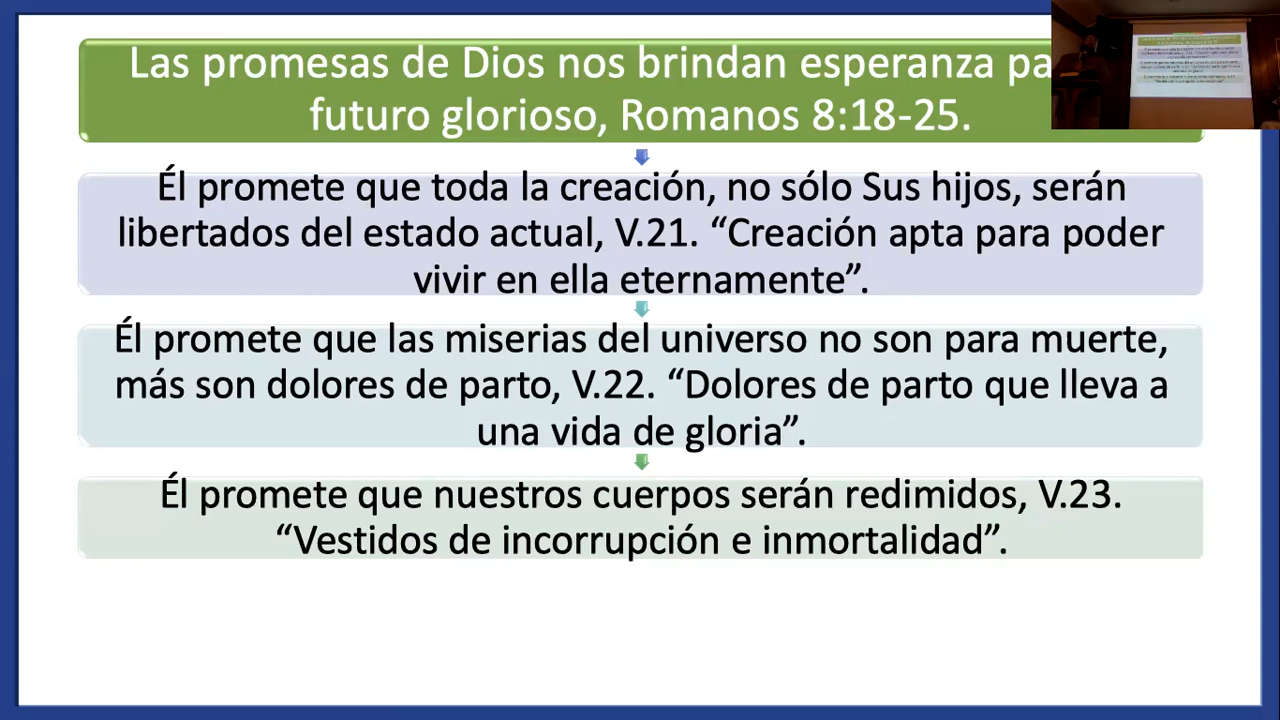 Las promesas de Dios nos brindan esperanza
futuro glorioso, Romanos 8:18-25.
Él promete que toda la creación, no sólo Sus hijos, serán
libertados del estado actual, V.21. “Creación apta para poder
vivir en ella eternamente”.
Él promete que las miserias del universo no son para muerte,
más son dolores de parto, V.22. “Dolores de parto que lleva a
una vida de gloria”.
Él promete que nuestros cuerpos serán redimidos, V.23.
“Vestidos de incorrupción e inmortalidad”.